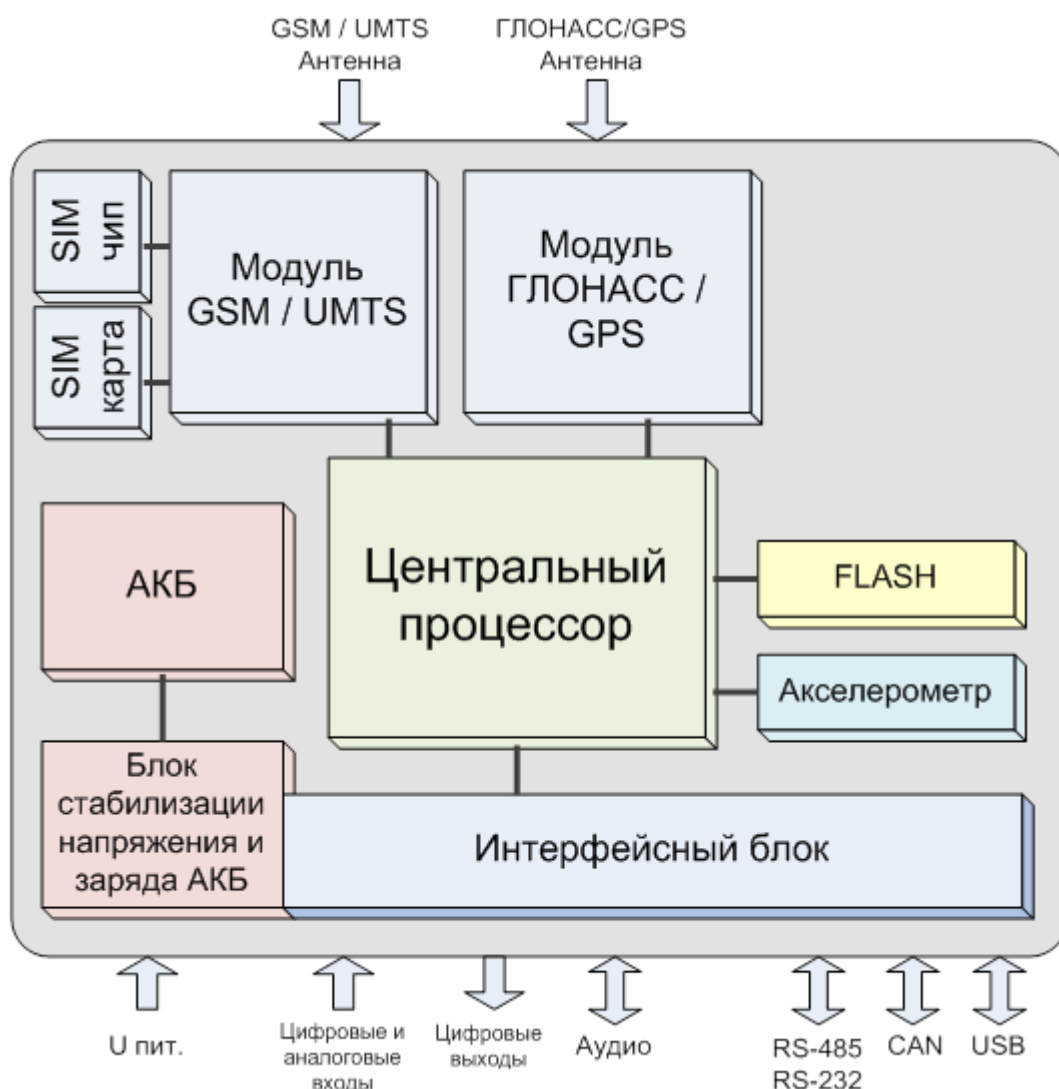 GSM / UMTS
Антенна
ГЛОНАСС/GPS
Антенна
SIM
чип
SIM
карта
Модуль
GSM / UMTS
Модуль
ГЛОНАСС /
GPS
Центральный
процессор
АКБ
FLASH
Акселерометр
Блок
стабилизации
напряжения и
заряда АКБ
Интерфейсный блок
U пит.
Цифровые и
аналоговые
входы
Цифровые
выходы
Аудио
RS-485
RS-232
CAN
USB